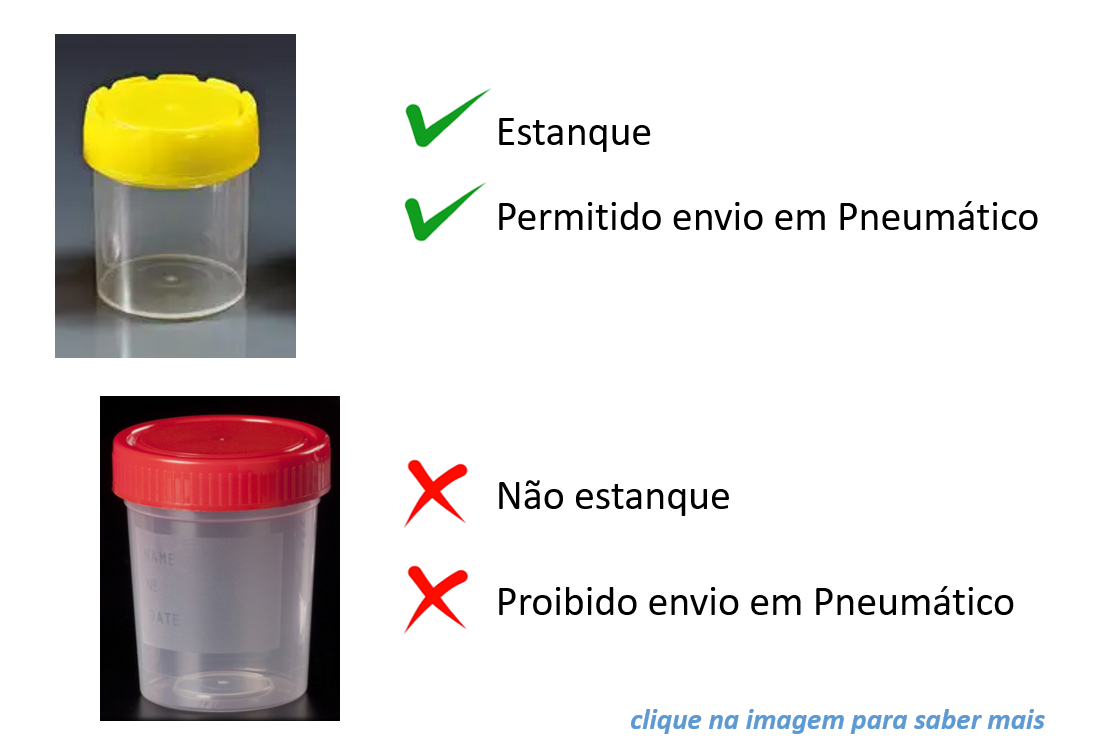 Estanque
Permitido envio em Pneumático
Não estanque
NAME
Nº
DATE
Proibido envio em Pneumático
clique na imagem para saber mais